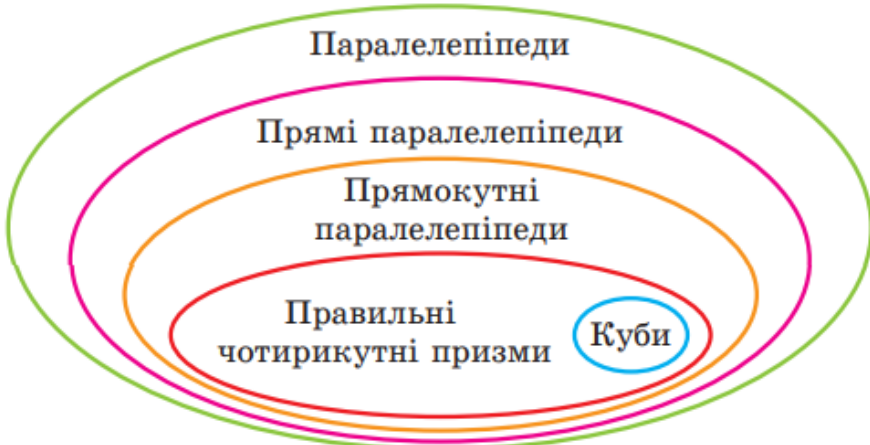 Паралелепіпеди
Прямі паралелепіпеди
Прямокутні
паралелепіпеди
Правильні
чотирикутні призми
Куби